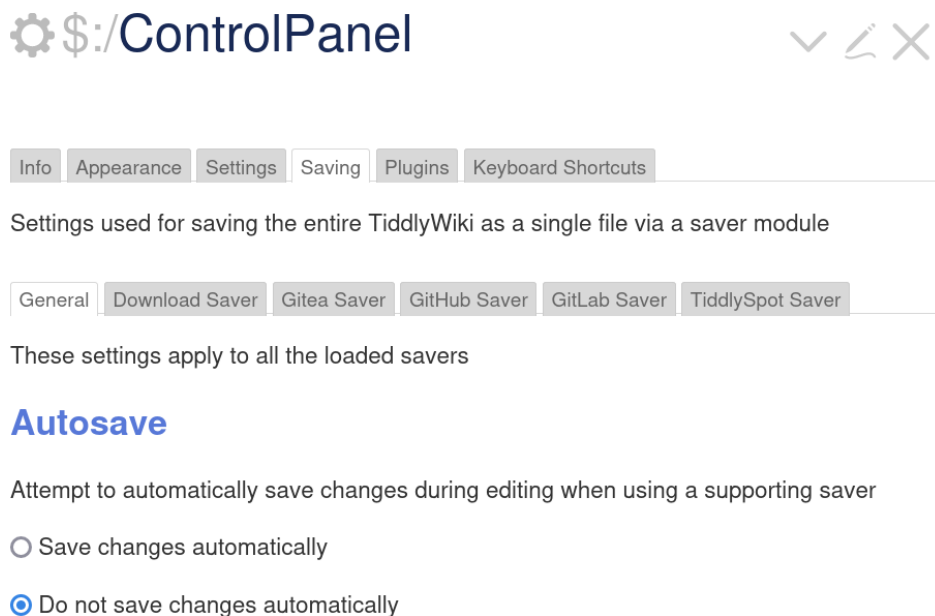 $:/ControlPanel
Info Appearance Settings Saving Plugins Keyboard Shortcuts
Settings used for saving the entire TiddlyWiki as a single file via a saver module
General Download Saver Gitea Saver GitHub Saver GitLab Saver TiddlySpot Saver
These settings apply to all the loaded savers
Autosave
Attempt to automatically save changes during editing when using a supporting saver
Save changes automatically
Do not save changes automatically